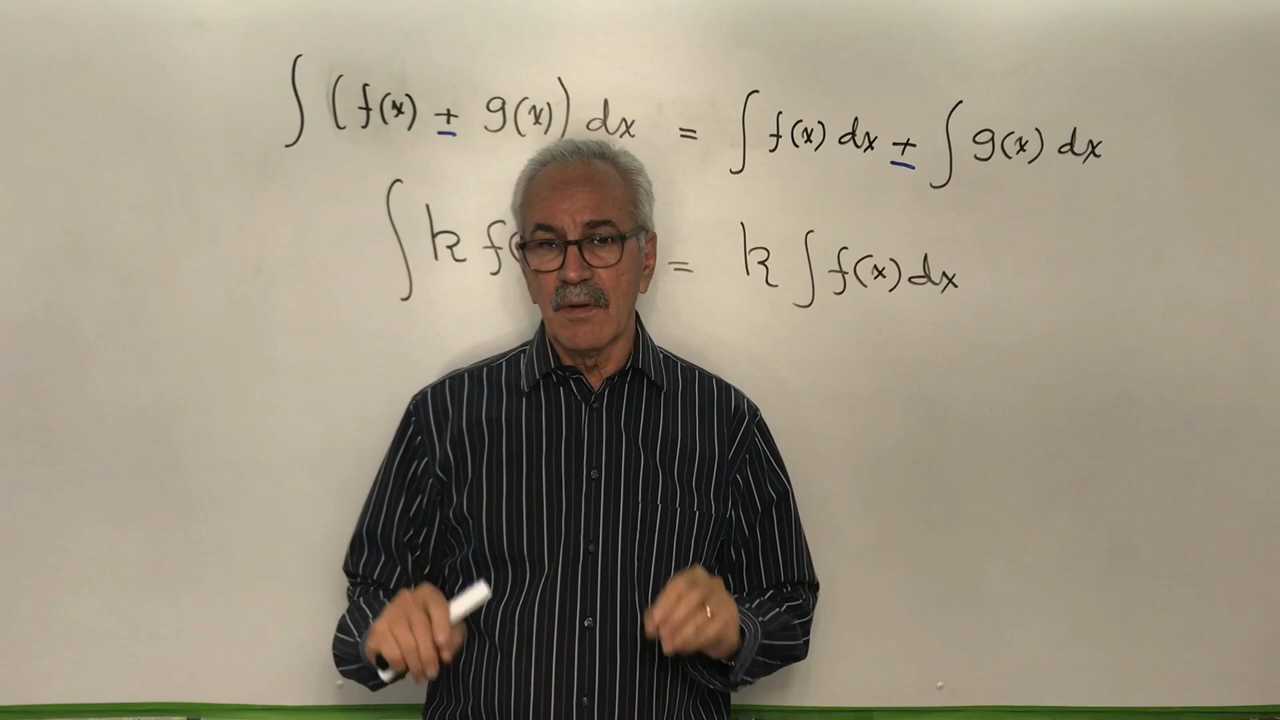 ∫ (f(x) ± g(x)) dx = ∫ f(x) dx ± ∫ g(x) dx
∫ k f( = k ∫ f(x) dx